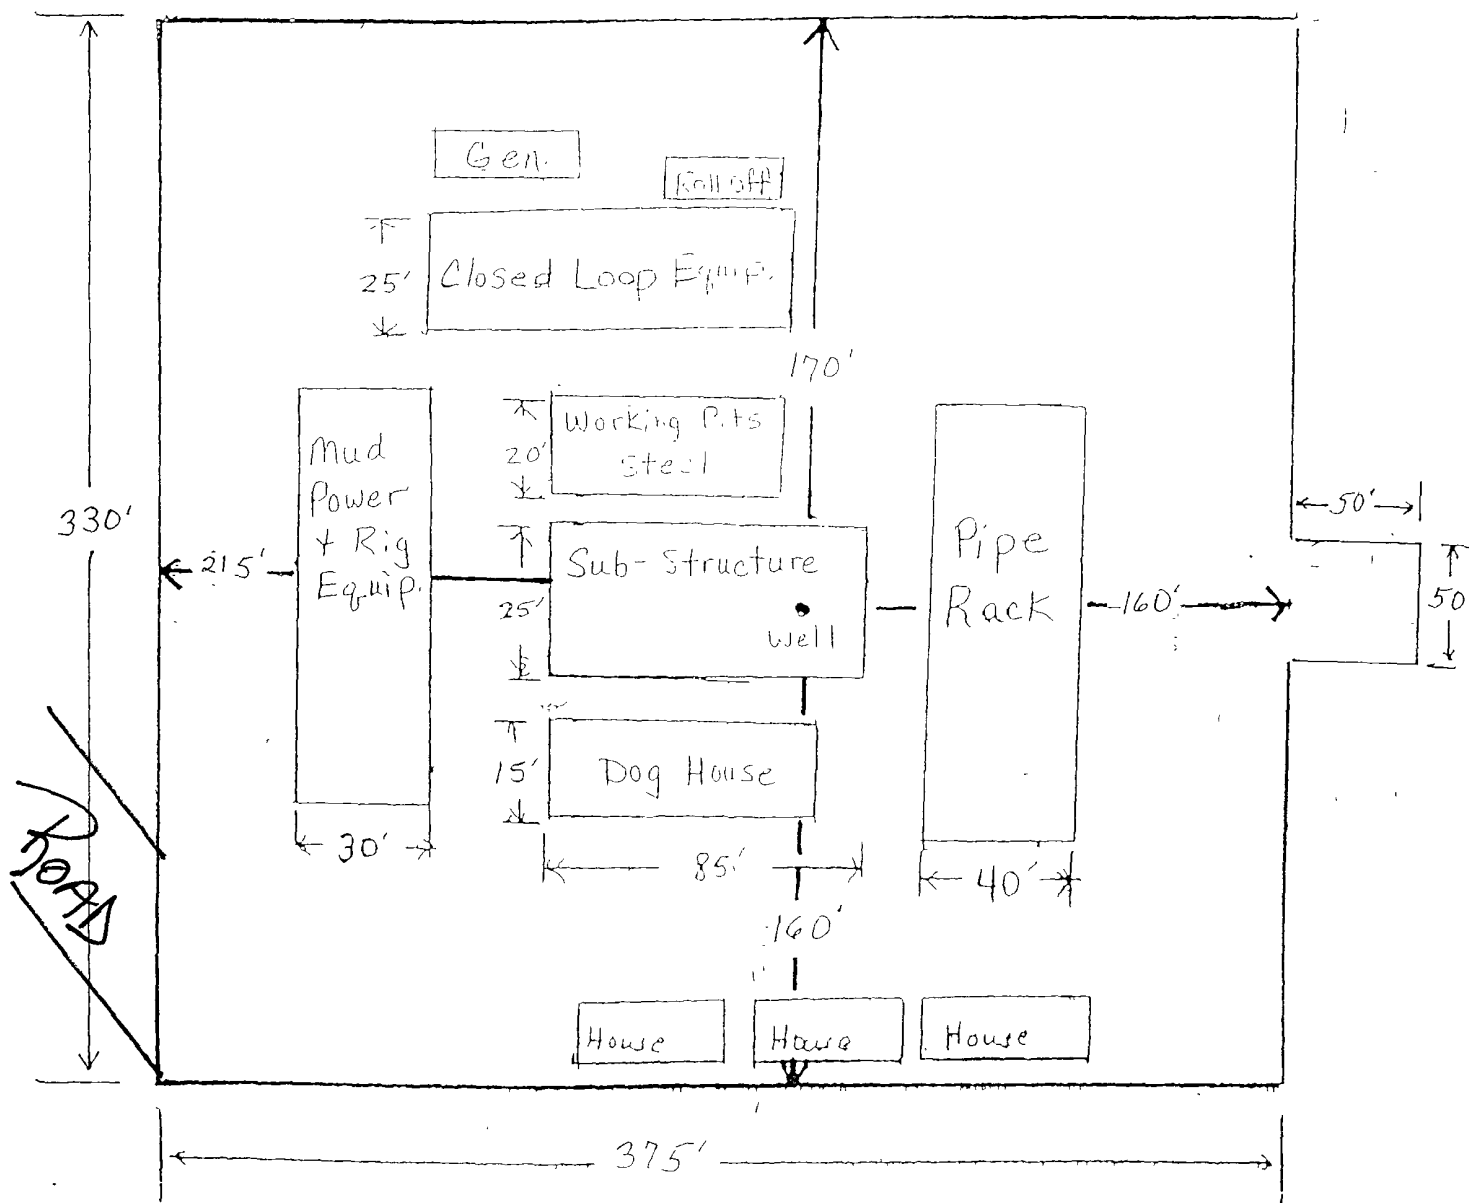 Gen.
Roll off
25'
Closed Loop Equip.
170'
Mud
Power
+ Rig
Equip.
20'
Working Pits
Steel
330'
215'
Sub-Structure
25'
Well
Pipe
Rack
160'
50'
50
15'
Dog House
30'
85'
40'
ROAD
160'
House
House
House
375'